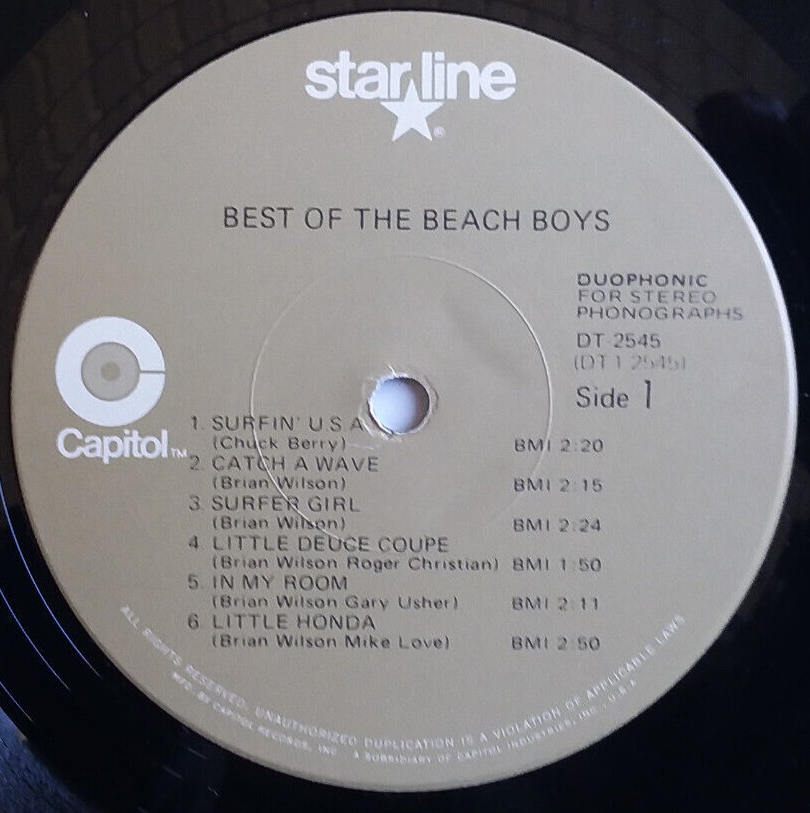 starline
®
BEST OF THE BEACH BOYS
DUOPHONIC
FOR STEREO
PHONOGRAPHS
DT-2545
(DT 1 2545)
Side 1
Capitol™
1. SURFIN' U.S.A.
(Chuck Berry) BMI 2:20
2. CATCH A WAVE
(Brian Wilson) BMI 2:15
3. SURFER GIRL
(Brian Wilson) BMI 2:24
4. LITTLE DEUCE COUPE
(Brian Wilson Roger Christian) BMI 1:50
5. IN MY ROOM
(Brian Wilson Gary Usher) BMI 2:11
6. LITTLE HONDA
(Brian Wilson Mike Love) BMI 2:50
ALL RIGHTS RESERVED. UNAUTHORIZED DUPLICATION IS A VIOLATION OF APPLICABLE LAWS
MFD. BY CAPITOL RECORDS, INC. A SUBSIDIARY OF CAPITOL INDUSTRIES, INC., U.S.A.